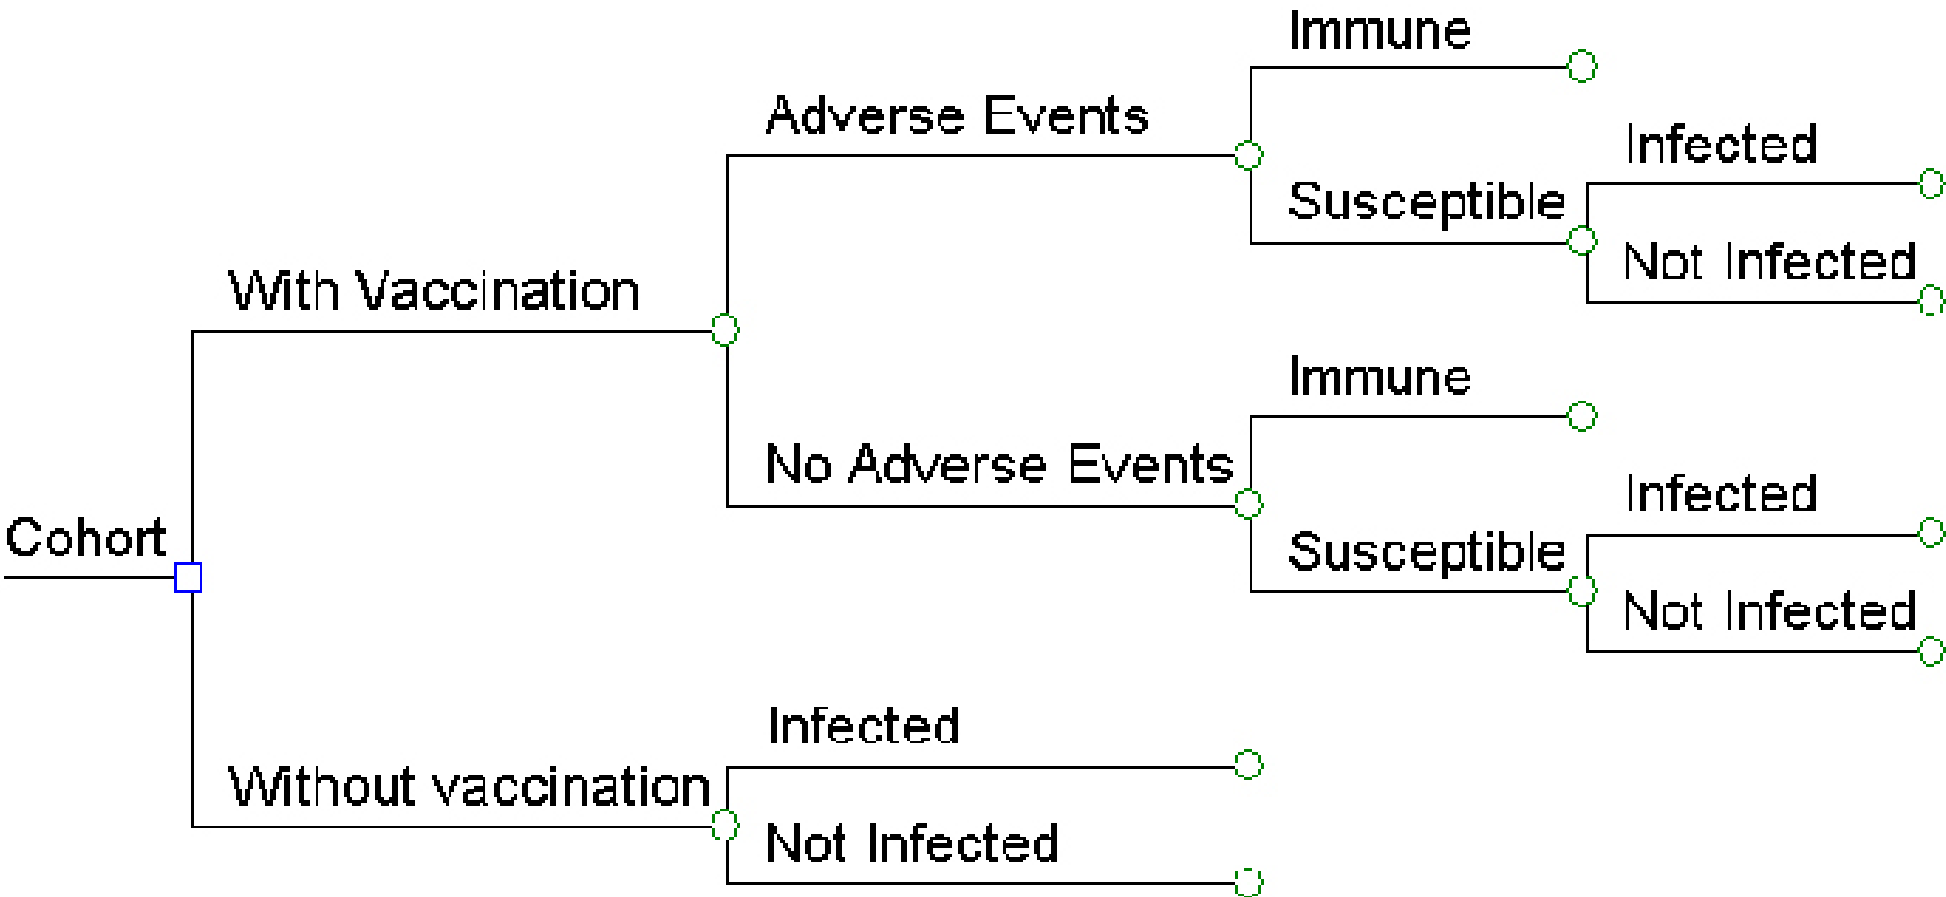 Immune
Adverse Events
Infected
Susceptible
Not Infected
With Vaccination
Immune
No Adverse Events
Infected
Cohort
Susceptible
Not Infected
Infected
Without vaccination
Not Infected